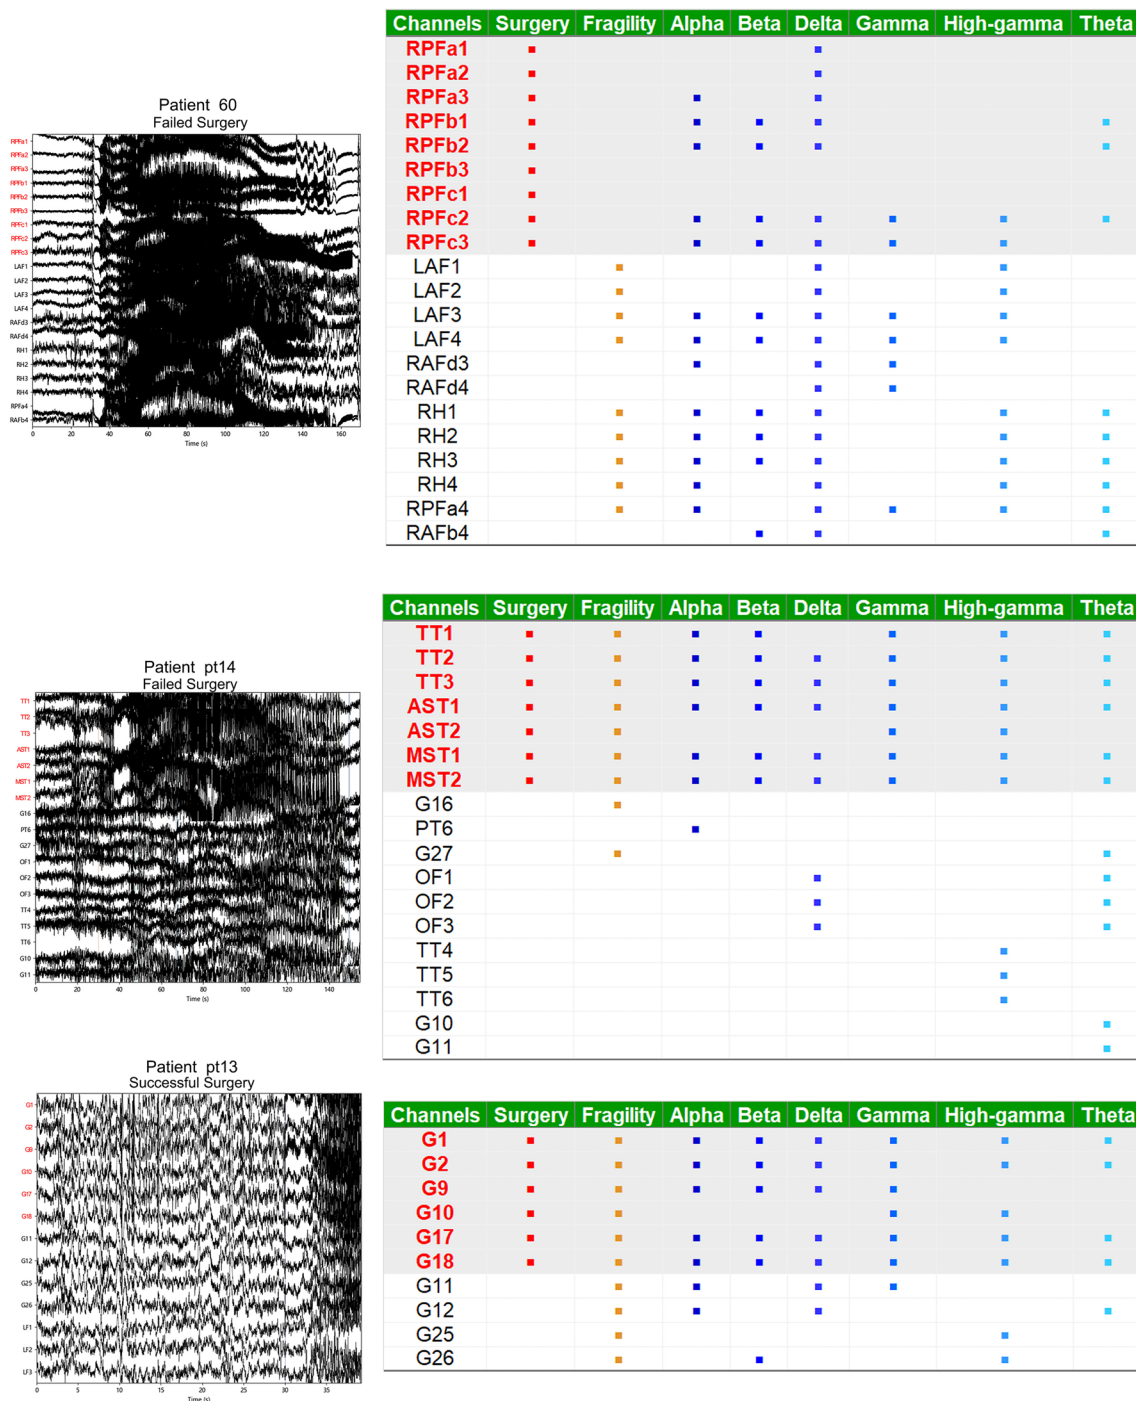 Patient 60
Failed Surgery
RPFa1
RPFa2
RPFa3
RPFb1
RPFb2
RPFb3
RPFc1
RPFc2
RPFc3
LAF1
LAF2
LAF3
LAF4
RAFd3
RAFd4
RH1
RH2
RH3
RH4
RPFa4
RAFb4
0 20 40 60 80 100 120 140 160
Time (s)
Channels Surgery Fragility Alpha Beta Delta Gamma High-gamma Theta
RPFa1
RPFa2
RPFa3
RPFb1
RPFb2
RPFb3
RPFc1
RPFc2
RPFc3
LAF1
LAF2
LAF3
LAF4
RAFd3
RAFd4
RH1
RH2
RH3
RH4
RPFa4
RAFb4
Patient pt14
Failed Surgery
TT1
TT2
TT3
AST1
AST2
MST1
MST2
G16
PT6
G27
OF1
OF2
OF3
TT4
TT5
TT6
G10
G11
0 20 40 60 80 100 120 140
Time (s)
Channels Surgery Fragility Alpha Beta Delta Gamma High-gamma Theta
TT1
TT2
TT3
AST1
AST2
MST1
MST2
G16
PT6
G27
OF1
OF2
OF3
TT4
TT5
TT6
G10
G11
Patient pt13
Successful Surgery
G1
G2
G9
G10
G17
G18
G11
G12
G25
G26
LF1
LF2
LF3
0 5 10 15 20 25 30 35
Time (s)
Channels Surgery Fragility Alpha Beta Delta Gamma High-gamma Theta
G1
G2
G9
G10
G17
G18
G11
G12
G25
G26